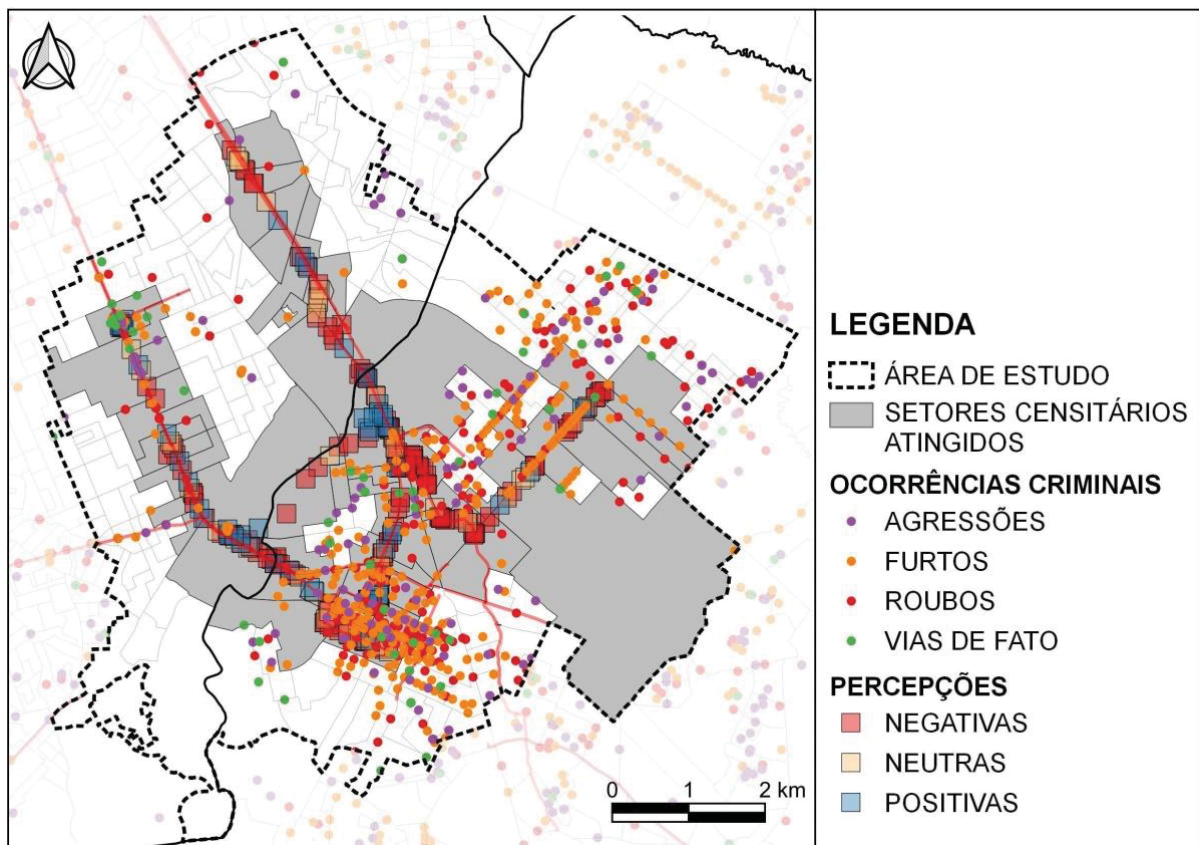 LEGENDA
ÁREA DE ESTUDO
SETORES CENSITÁRIOS
ATINGIDOS
OCORRÊNCIAS CRIMINAIS
AGRESSÕES
FURTOS
ROUBOS
VIAS DE FATO
PERCEPÇÕES
NEGATIVAS
NEUTRAS
POSITIVAS
0 1 2 km